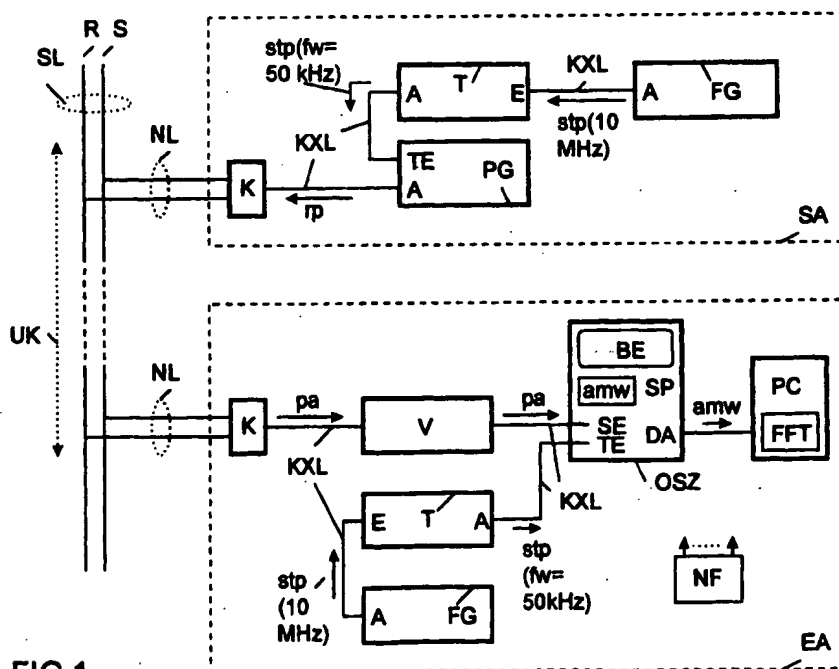 R S
SL
NL
UK
NL
stp(fw=
50 kHz)
A T E
KXL
A FG
stp(10
MHz)
KXL
TE
A PG
K
rp
SA
K
pa
V
pa
KXL
BE
amw SP
SE
TE DA
OSZ
amw
PC
FFT
KXL
E T A
stp
(fw=
50kHz)
stp
(10
MHz)
A FG
NF
EA
FIG 1